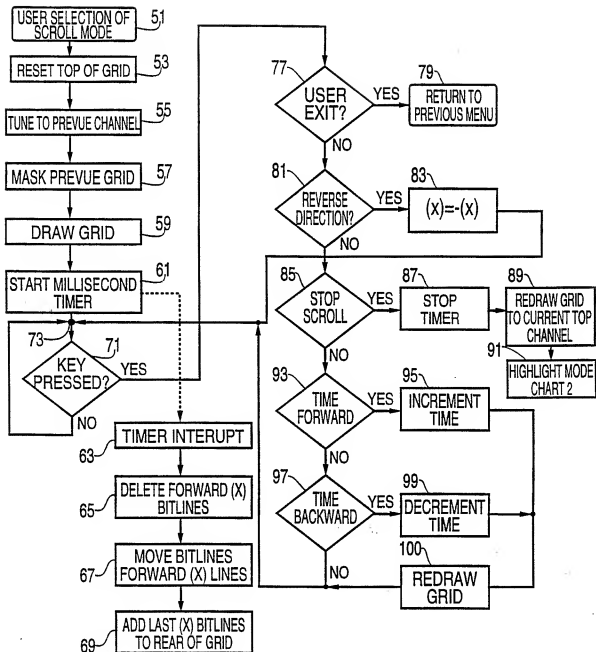 USER SELECTION OF
SCROLL MODE
51
RESET TOP OF GRID
53
TUNE TO PREVUE CHANNEL
55
MASK PREVUE GRID
57
DRAW GRID
59
START MILLISECOND
TIMER
61
73
71
KEY
PRESSED?
YES
NO
TIMER INTERUPT
63
DELETE FORWARD (X)
BITLINES
65
MOVE BITLINES
FORWARD (X) LINES
67
ADD LAST (X) BITLINES
TO REAR OF GRID
69
77
USER
EXIT?
YES
NO
79
RETURN TO
PREVIOUS MENU
81
REVERSE
DIRECTION?
YES
NO
83
(X)=-(X)
85
STOP
SCROLL
YES
NO
87
STOP
TIMER
89
REDRAW GRID
TO CURRENT TOP
CHANNEL
91
HIGHLIGHT MODE
CHART 2
93
TIME
FORWARD
YES
NO
95
INCREMENT
TIME
97
TIME
BACKWARD
YES
NO
99
DECREMENT
TIME
100
REDRAW
GRID